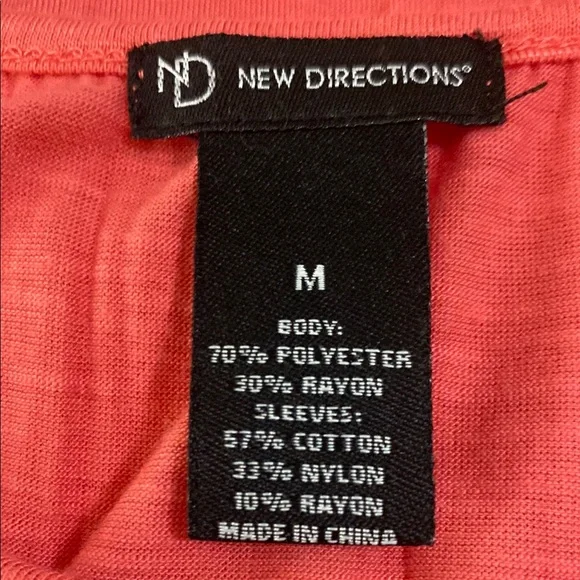 ND NEW DIRECTIONS®
M
BODY:
70% POLYESTER
30% RAYON
SLEEVES:
57% COTTON
33% NYLON
10% RAYON
MADE IN CHINA